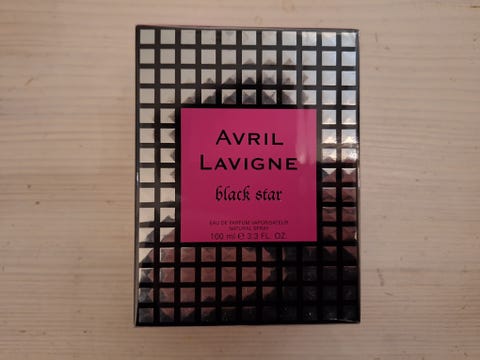 AVRIL
LAVIGNE
black star
EAU DE PARFUM VAPORISATEUR
NATURAL SPRAY
100 ml ℮ 3.3 FL. OZ.